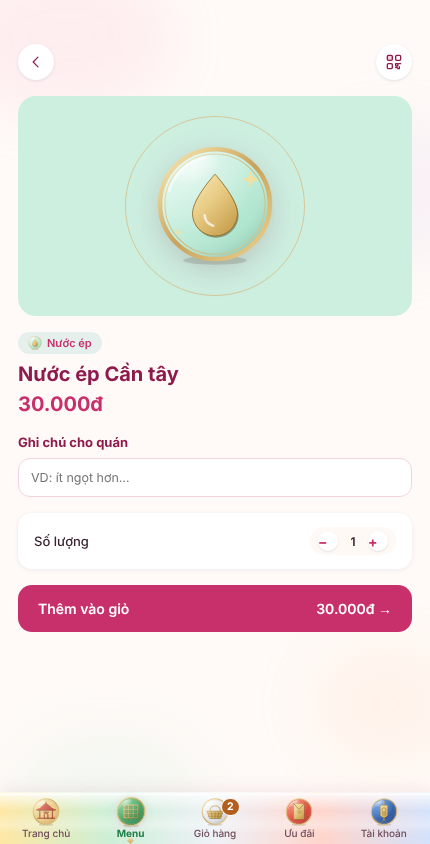 Nước ép
Nước ép Cần tây
30.000đ
Ghi chú cho quán
VD: ít ngọt hơn...
Số lượng
− 1 +
Thêm vào giỏ 30.000đ →
2
Trang chủ Menu Giỏ hàng Ưu đãi Tài khoản